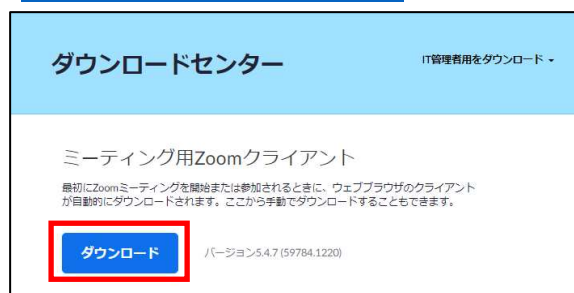 ダウンロードセンター
IT管理者用をダウンロード
ミーティング用Zoomクライアント
最初にZoomミーティングを開始または参加されるときに、ウェブブラウザのクライアント
が自動的にダウンロードされます。ここから手動でダウンロードすることもできます。
ダウンロード
バージョン5.4.7 (59784.1220)